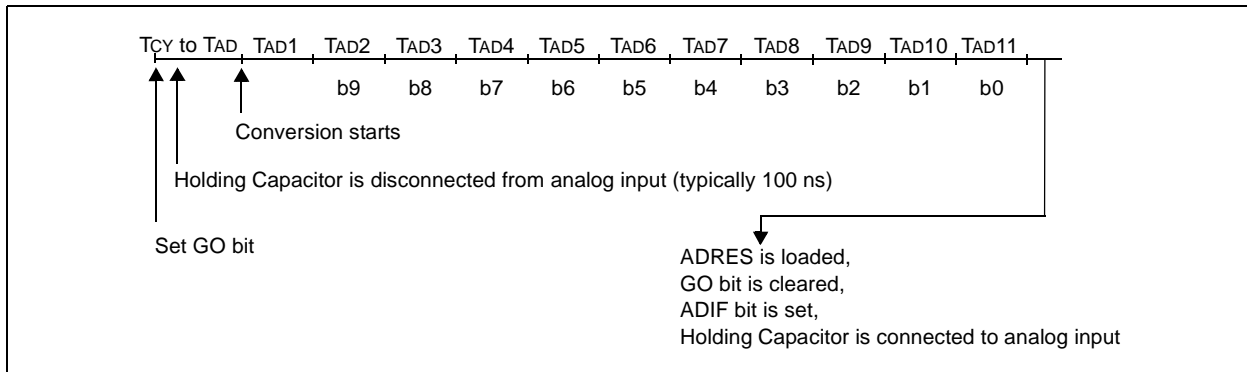 TCY to TAD TAD1 TAD2 TAD3 TAD4 TAD5 TAD6 TAD7 TAD8 TAD9 TAD10 TAD11
b9 b8 b7 b6 b5 b4 b3 b2 b1 b0
Conversion starts
Holding Capacitor is disconnected from analog input (typically 100 ns)
Set GO bit
ADRES is loaded,
GO bit is cleared,
ADIF bit is set,
Holding Capacitor is connected to analog input